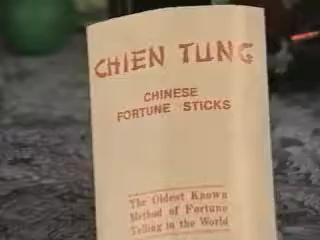 CHIEN TUNG
CHINESE
FORTUNE STICKS
The Oldest Known
Method of Fortune
Telling in the World